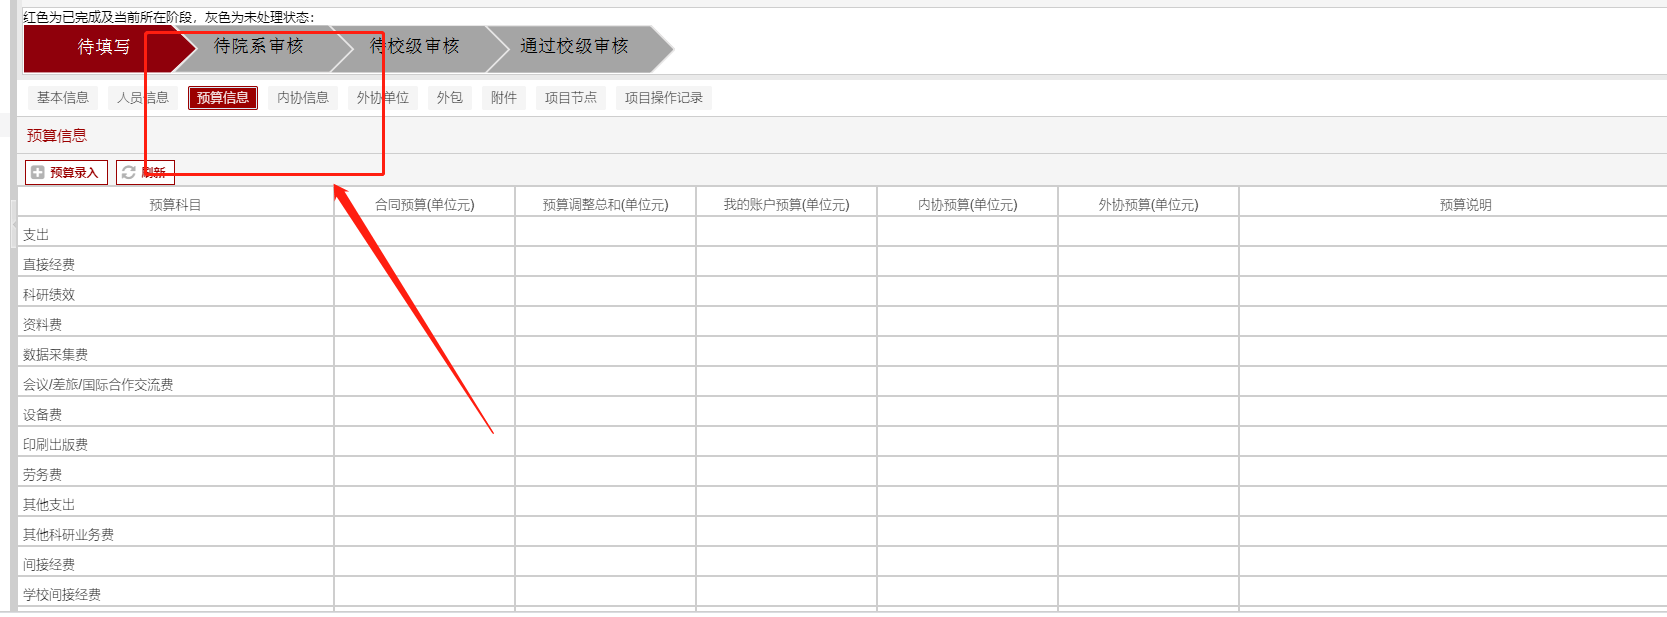 红色为已完成及当前所在阶段，灰色为未处理状态：
待填写 待院系审核 待校级审核 通过校级审核
基本信息 人员信息 预算信息 内协信息 外协单位 外包 附件 项目节点 项目操作记录
预算信息
预算录入 刷新
预算科目 合同预算(单位元) 预算调整总和(单位元) 我的账户预算(单位元) 内协预算(单位元) 外协预算(单位元) 预算说明
支出
直接经费
科研绩效
资料费
数据采集费
会议/差旅/国际合作交流费
设备费
印刷出版费
劳务费
其他支出
其他科研业务费
间接经费
学校间接经费